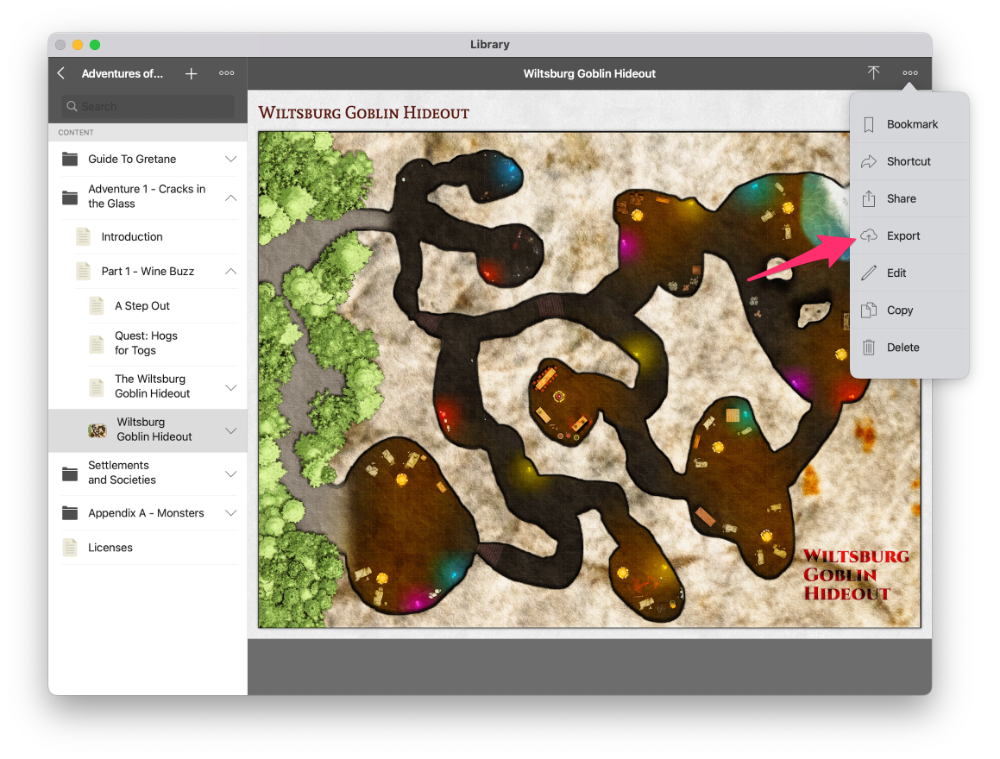 Library
Adventures of...
Wiltsburg Goblin Hideout
Search
CONTENT
Guide To Gretane
Adventure 1 - Cracks in
the Glass
Introduction
Part 1 - Wine Buzz
A Step Out
Quest: Hogs
for Togs
The Wiltsburg
Goblin Hideout
Wiltsburg
Goblin Hideout
Settlements
and Societies
Appendix A - Monsters
Licenses
Wiltsburg Goblin Hideout
Wiltsburg
Goblin
Hideout
Bookmark
Shortcut
Share
Export
Edit
Copy
Delete